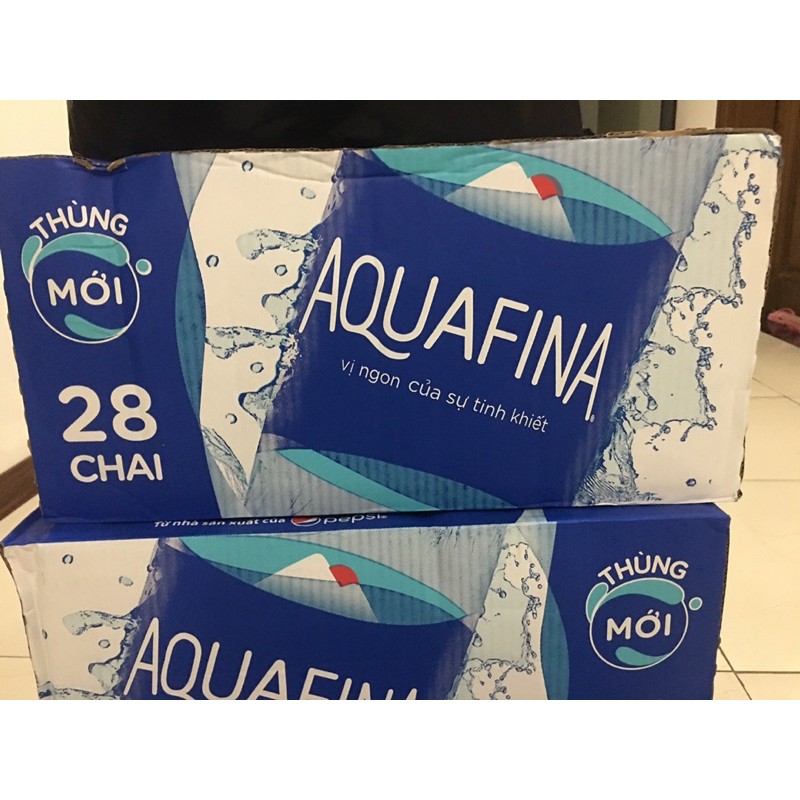 THÙNG
MỚI
28
CHAI
AQUAFINA®
vị ngon của sự tinh khiết
Từ nhà sản xuất của pepsi
THÙNG
MỚI
AQUAFINA